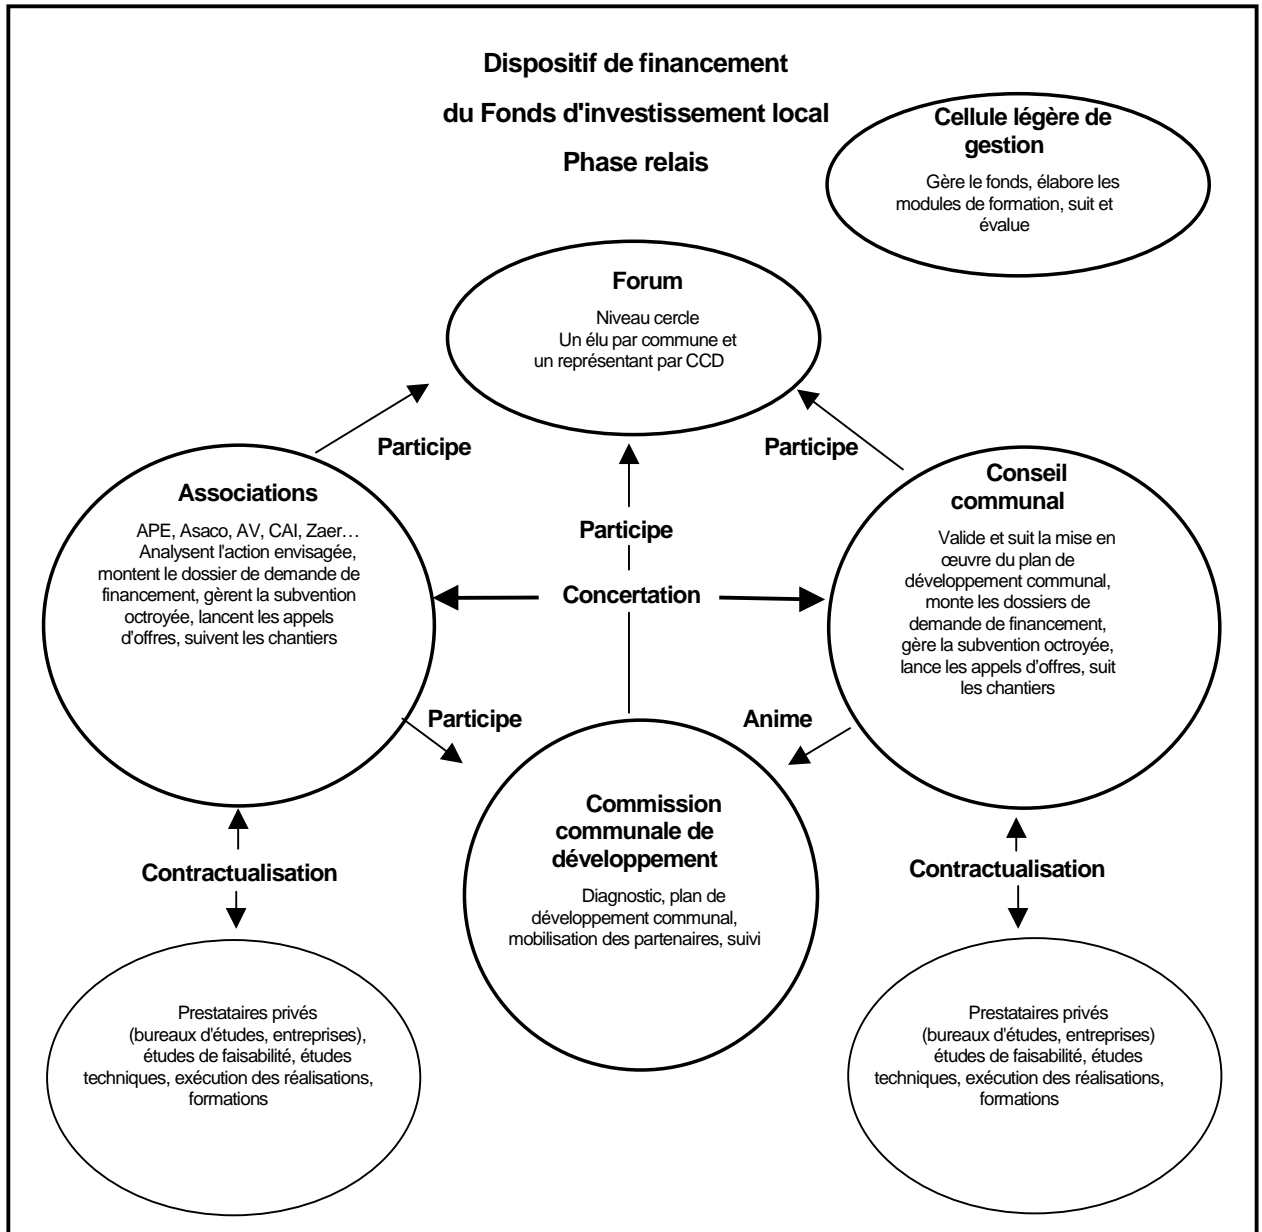 Dispositif de financement
du Fonds d'investissement local
Phase relais
Cellule légère de
gestion
Gère le fonds, élabore les
modules de formation, suit et
évalue
Forum
Niveau cercle
Un élu par commune et
un représentant par CCD
Participe
Participe
Associations
APE, Asaco, AV, CAI, Zaer…
Analysent l'action envisagée,
montent le dossier de demande de
financement, gèrent la subvention
octroyée, lancent les appels
d'offres, suivent les chantiers
Participe
Concertation
Conseil
communal
Valide et suit la mise en
œuvre du plan de
développement communal,
monte les dossiers de
demande de financement,
gère la subvention octroyée,
lance les appels d'offres, suit
les chantiers
Participe
Anime
Commission
communale de
développement
Diagnostic, plan de
développement communal,
mobilisation des partenaires, suivi
Contractualisation
Contractualisation
Prestataires privés
(bureaux d'études, entreprises),
études de faisabilité, études
techniques, exécution des réalisations,
formations
Prestataires privés
(bureaux d'études, entreprises)
études de faisabilité, études
techniques, exécution des réalisations,
formations